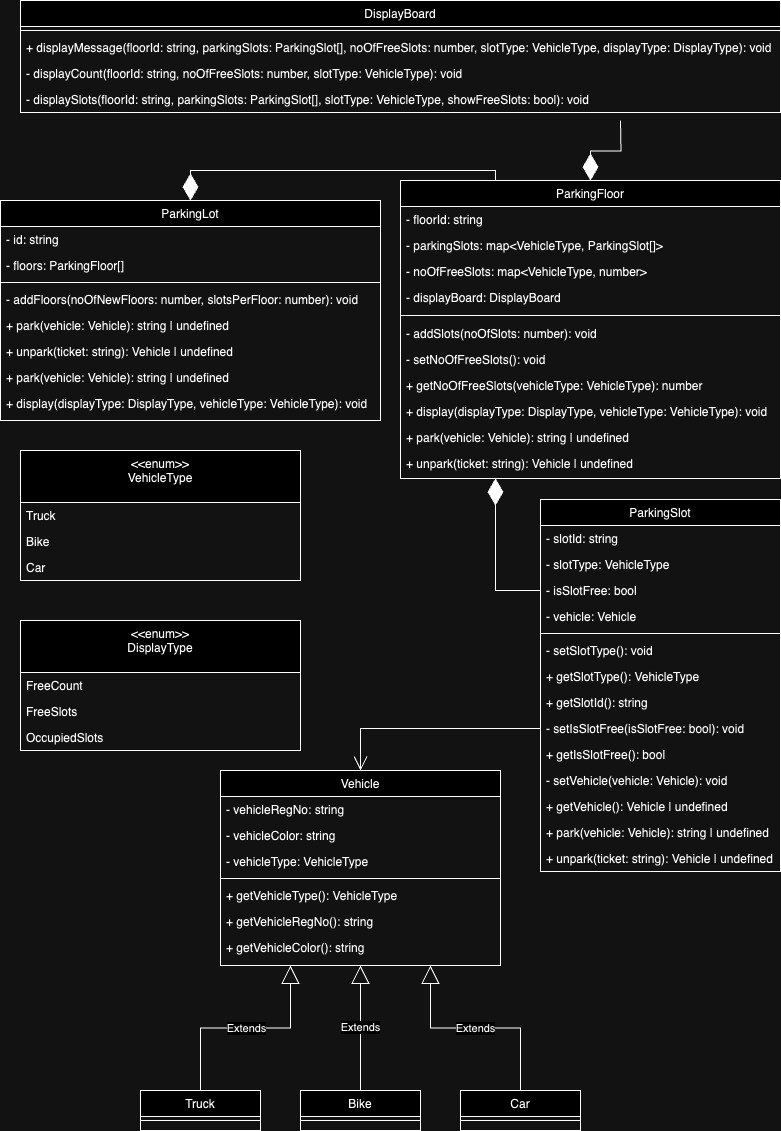 DisplayBoard
+ displayMessage(floorId: string, parkingSlots: ParkingSlot[], noOfFreeSlots: number, slotType: VehicleType, displayType: DisplayType): void
- displayCount(floorId: string, noOfFreeSlots: number, slotType: VehicleType): void
- displaySlots(floorId: string, parkingSlots: ParkingSlot[], slotType: VehicleType, showFreeSlots: bool): void
ParkingLot
- id: string
- floors: ParkingFloor[]
- addFloors(noOfNewFloors: number, slotsPerFloor: number): void
+ park(vehicle: Vehicle): string | undefined
+ unpark(ticket: string): Vehicle | undefined
+ park(vehicle: Vehicle): string | undefined
+ display(displayType: DisplayType, vehicleType: VehicleType): void
ParkingFloor
- floorId: string
- parkingSlots: map<VehicleType, ParkingSlot[]>
- noOfFreeSlots: map<VehicleType, number>
- displayBoard: DisplayBoard
- addSlots(noOfSlots: number): void
- setNoOfFreeSlots(): void
+ getNoOfFreeSlots(vehicleType: VehicleType): number
+ display(displayType: DisplayType, vehicleType: VehicleType): void
+ park(vehicle: Vehicle): string | undefined
+ unpark(ticket: string): Vehicle | undefined
<<enum>>
VehicleType
Truck
Bike
Car
<<enum>>
DisplayType
FreeCount
FreeSlots
OccupiedSlots
ParkingSlot
- slotId: string
- slotType: VehicleType
- isSlotFree: bool
- vehicle: Vehicle
- setSlotType(): void
+ getSlotType(): VehicleType
+ getSlotId(): string
- setIsSlotFree(isSlotFree: bool): void
+ getIsSlotFree(): bool
- setVehicle(vehicle: Vehicle): void
+ getVehicle(): Vehicle | undefined
+ park(vehicle: Vehicle): string | undefined
+ unpark(ticket: string): Vehicle | undefined
Vehicle
- vehicleRegNo: string
- vehicleColor: string
- vehicleType: VehicleType
+ getVehicleType(): VehicleType
+ getVehicleRegNo(): string
+ getVehicleColor(): string
Extends
Extends
Extends
Truck
Bike
Car